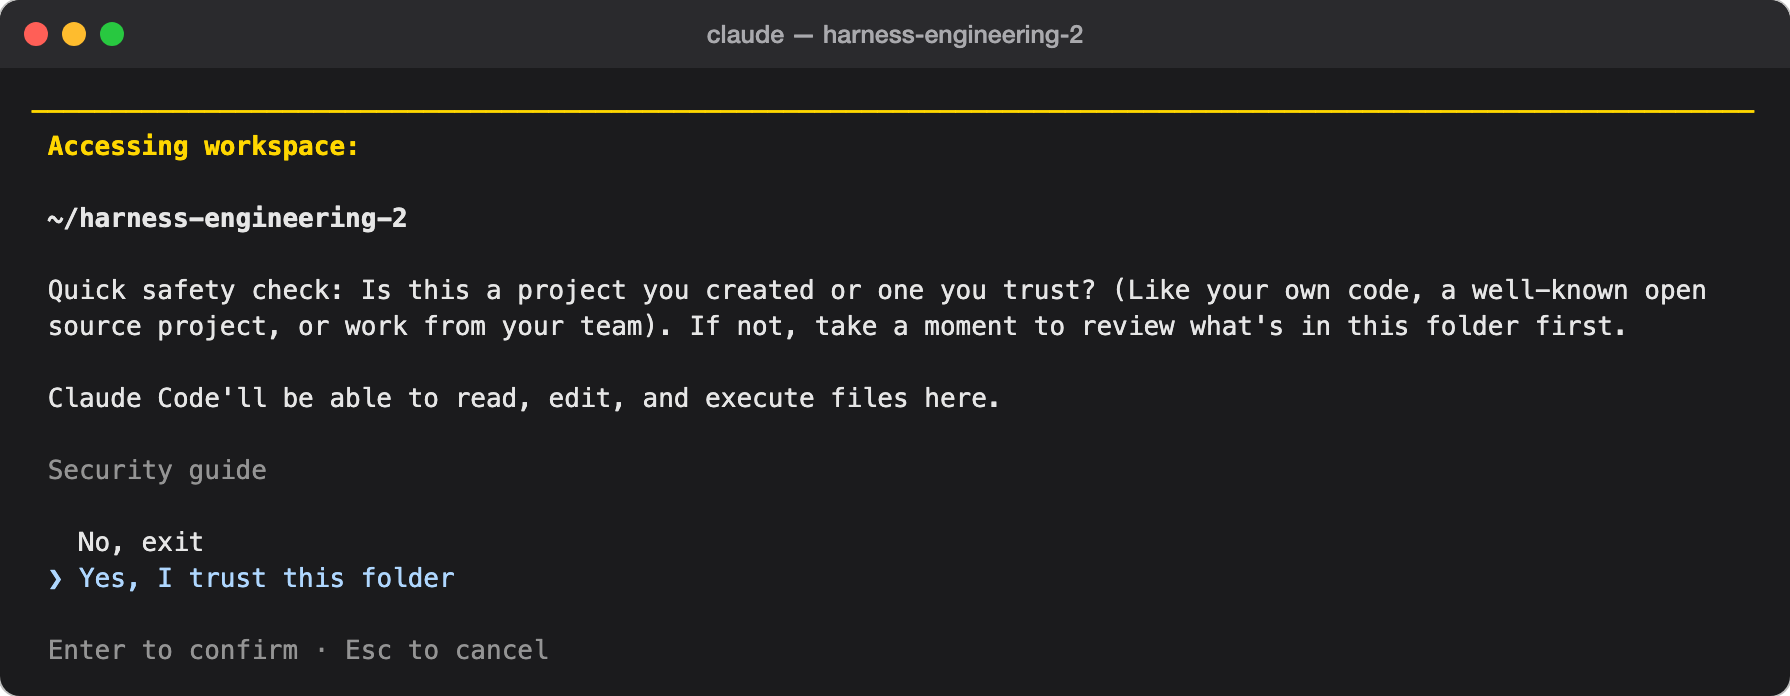 claude — harness-engineering-2
Accessing workspace:
~/harness-engineering-2
Quick safety check: Is this a project you created or one you trust? (Like your own code, a well-known open
source project, or work from your team). If not, take a moment to review what's in this folder first.
Claude Code'll be able to read, edit, and execute files here.
Security guide
No, exit
❯ Yes, I trust this folder
Enter to confirm · Esc to cancel